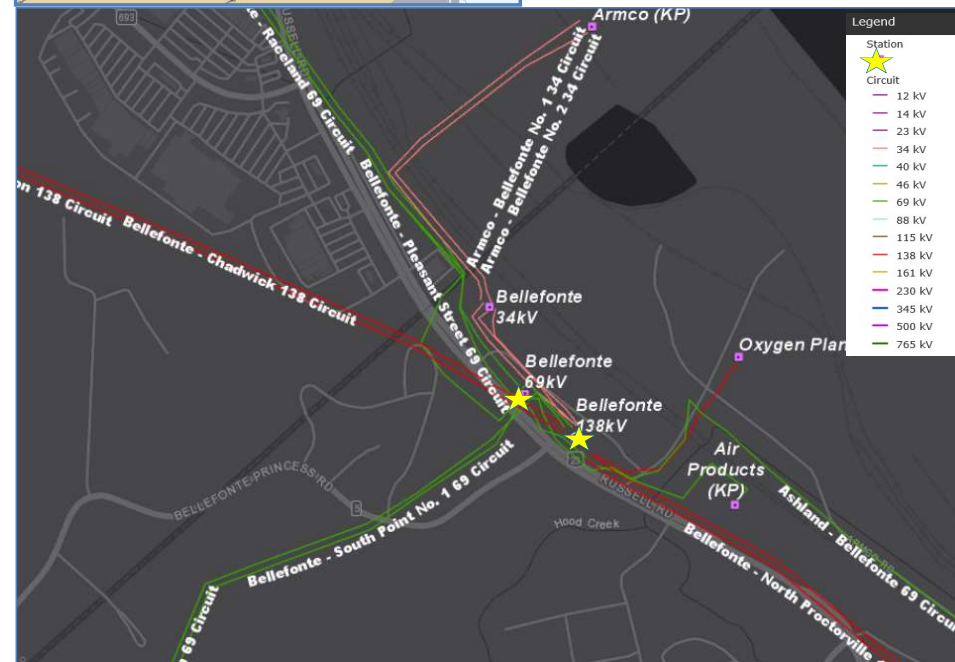 693
RUSSELL RD
Armco (KP)
- Raceland 69 Circuit
Bellefonte - Pleasant Street 69 Circuit
Armco - Bellefonte No. 1 34 Circuit
Armco - Bellefonte No. 2 34 Circuit
138 Circuit
Bellefonte - Chadwick 138 Circuit
Bellefonte
34kV
Oxygen Plan
Bellefonte
69kV
Bellefonte
138kV
Air
Products
(KP)
BELLEFONTE PRINCESS RD
5
RUSSELL RD
Hood Creek
Bellefonte - South Point No. 1 69 Circuit
Ashland - Bellefonte 69 Circu
ARMCO RD
Bellefonte - North Proctorville
69 Circuit
Legend
Station
Circuit
12 kV
14 kV
23 kV
34 kV
40 kV
46 kV
69 kV
88 kV
115 kV
138 kV
161 kV
230 kV
345 kV
500 kV
765 kV